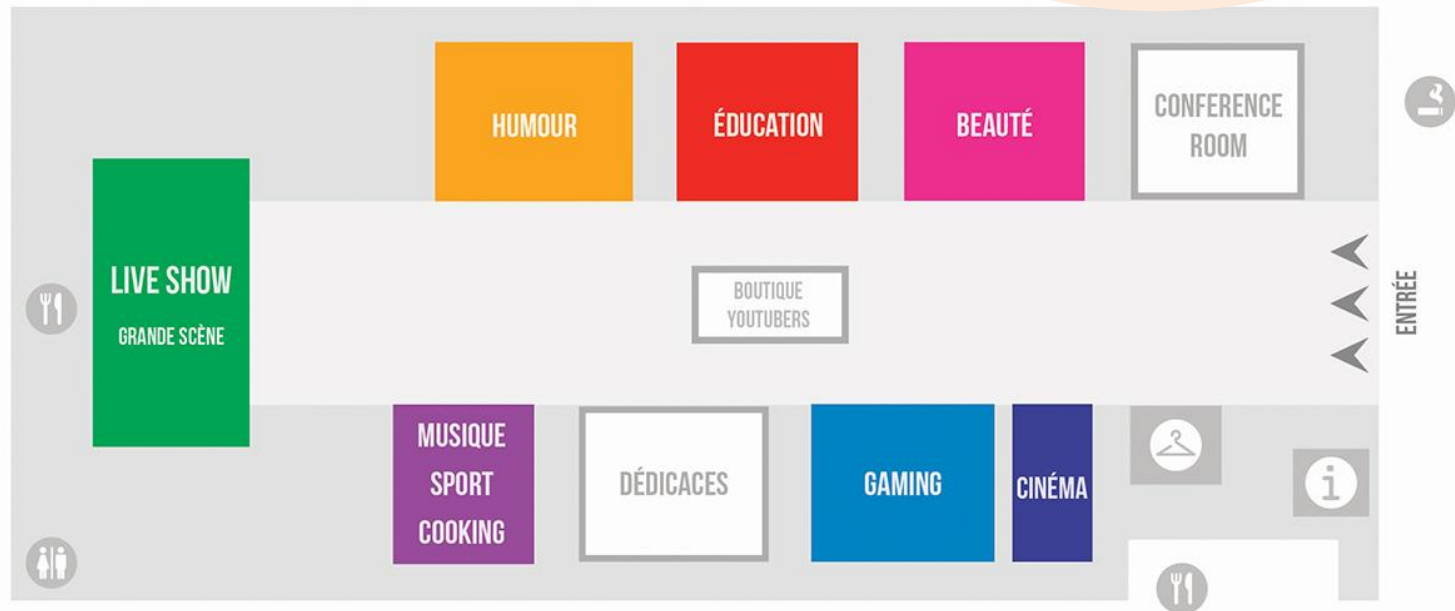 HUMOUR
ÉDUCATION
BEAUTÉ
CONFERENCE
ROOM
LIVE SHOW
GRANDE SCÈNE
BOUTIQUE
YOUTUBERS
ENTRÉE
MUSIQUE
SPORT
COOKING
DÉDICACES
GAMING
CINÉMA
i